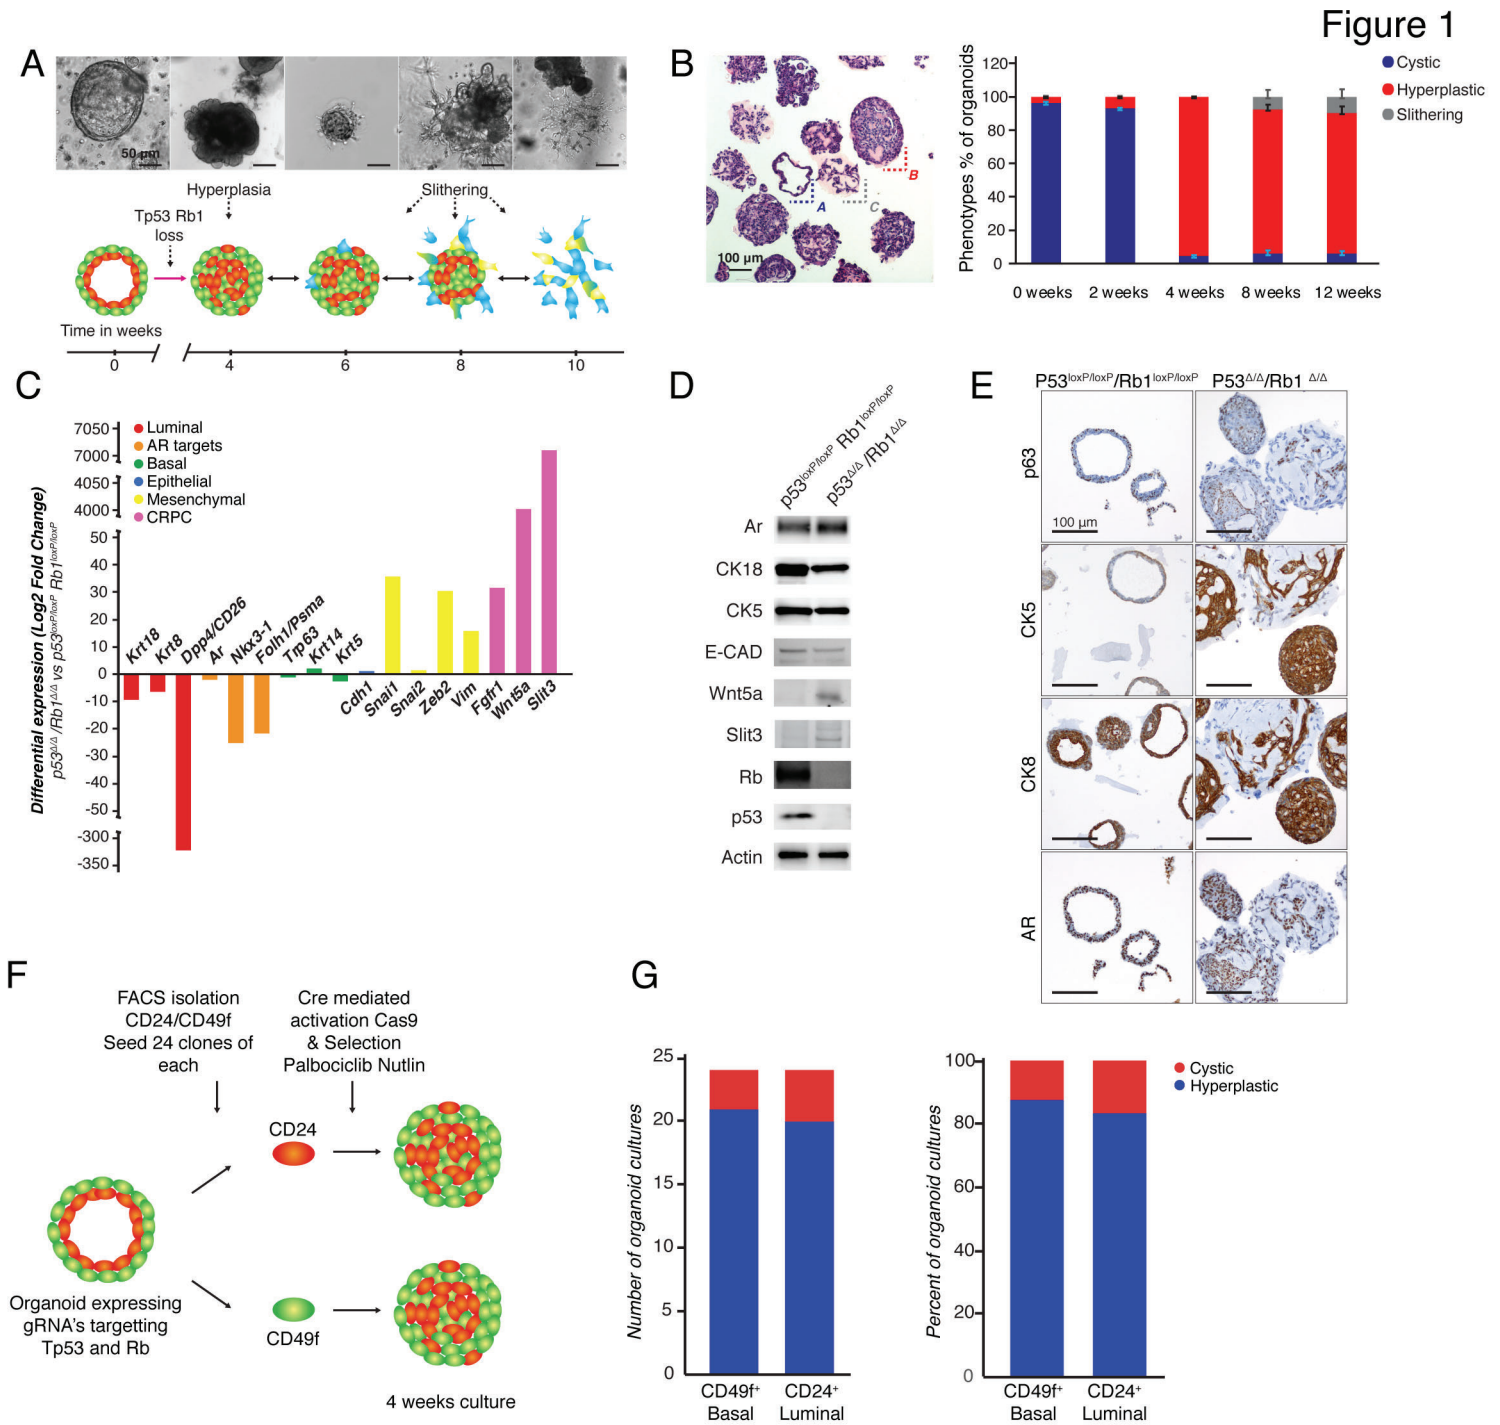 Figure 1
A
50 µm
Hyperplasia
Slithering
Tp53 Rb1
loss
Time in weeks
0
4
6
8
10
B
A
B
C
100 µm
Phenotypes % of organoids
120
100
80
60
40
20
0
0 weeks
2 weeks
4 weeks
8 weeks
12 weeks
Cystic
Hyperplastic
Slithering
C
Differential expression (Log2 Fold Change)
p53Δ/Δ/Rb1Δ/Δ vs p53loxP/loxP Rb1loxP/loxP
7050
7000
4050
4000
50
40
30
20
10
0
-10
-20
-30
-40
-50
-300
-350
Luminal
AR targets
Basal
Epithelial
Mesenchymal
CRPC
Krt18
Krt8
Dpp4/CD26
Ar
Nkx3-1
Folh1/Psma
Trp63
Krt14
Krt5
Cdh1
Snai1
Snai2
Zeb2
Vim
Fgfr1
Wnt5a
Slit3
D
p53loxP/loxP Rb1loxP/loxP
p53Δ/Δ /Rb1Δ/Δ
Ar
CK18
CK5
E-CAD
Wnt5a
Slit3
Rb
p53
Actin
E
P53loxP/loxP/Rb1loxP/loxP
P53Δ/Δ/Rb1 Δ/Δ
p63
100 µm
CK5
CK8
AR
F
FACS isolation
CD24/CD49f
Seed 24 clones of
each
Cre mediated
activation Cas9
& Selection
Palbociclib Nutlin
CD24
CD49f
Organoid expressing
gRNA's targetting
Tp53 and Rb
4 weeks culture
G
Number of organoid cultures
25
20
15
10
5
0
CD49f+
Basal
CD24+
Luminal
Percent of organoid cultures
100
80
60
40
20
0
CD49f+
Basal
CD24+
Luminal
Cystic
Hyperplastic